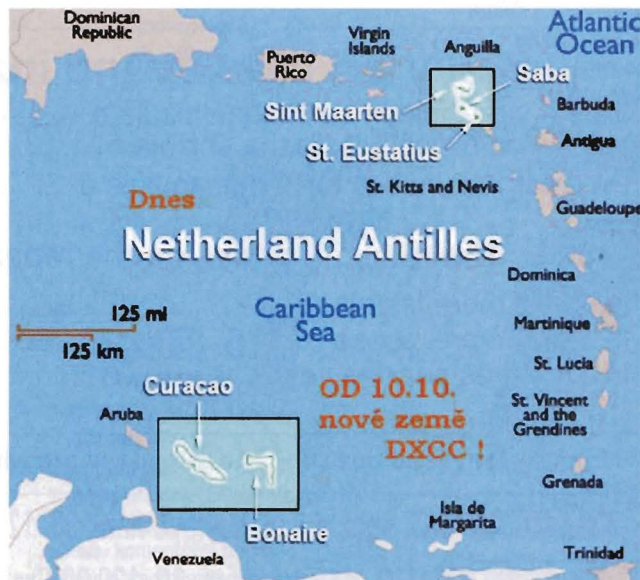 Dominican
Republic
Virgin
Islands
Anguilla
Atlantic
Ocean
Puerto
Rico
Saba
Sint Maarten
Barbuda
St. Eustatius
Antigua
St. Kitts and Nevis
Dnes
Guadeloupe
Netherland Antilles
Dominica
Caribbean
Sea
125 mi
125 km
Martinique
St. Lucia
Curacao
OD 10.10.
nové země
DXCC !
Aruba
St. Vincent
and the
Grendines
Grenada
Isla de
Margarita
Bonaire
Venezuela
Trinidad